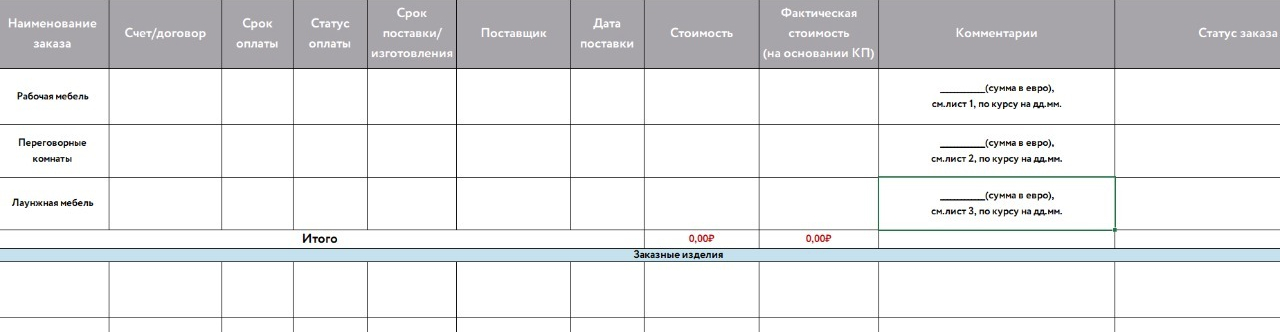 Наименование
заказа
Счет/договор
Срок
оплаты
Статус
оплаты
Срок
поставки/
изготовления
Поставщик
Дата
поставки
Стоимость
Фактическая
стоимость
(на основании КП)
Комментарии
Статус заказа
Рабочая мебель
_________(сумма в евро),
см.лист 1, по курсу на дд.мм.
Переговорные
комнаты
_________(сумма в евро),
см.лист 2, по курсу на дд.мм.
Лаунжная мебель
_________(сумма в евро),
см.лист 3, по курсу на дд.мм.
Итого
0,00₽
0,00₽
Заказные изделия